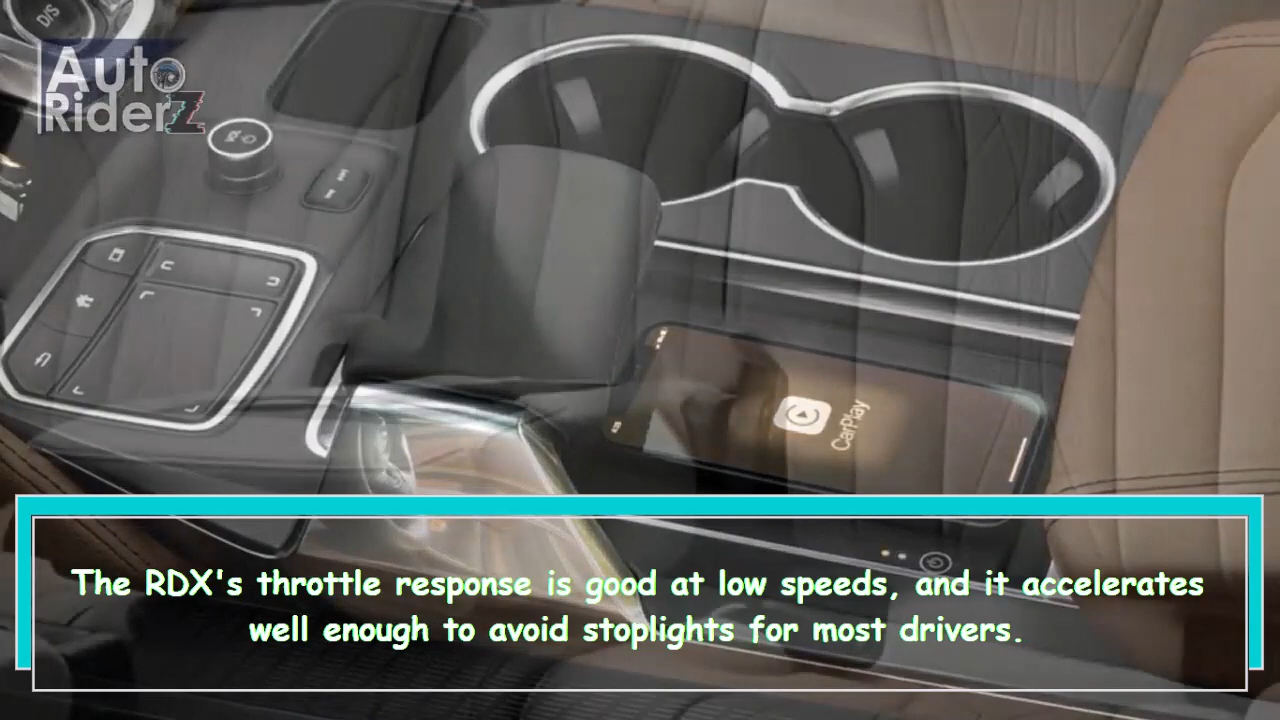 D/S
Auto
RiderZ
CarPlay
The RDX's throttle response is good at low speeds, and it accelerates
well enough to avoid stoplights for most drivers.